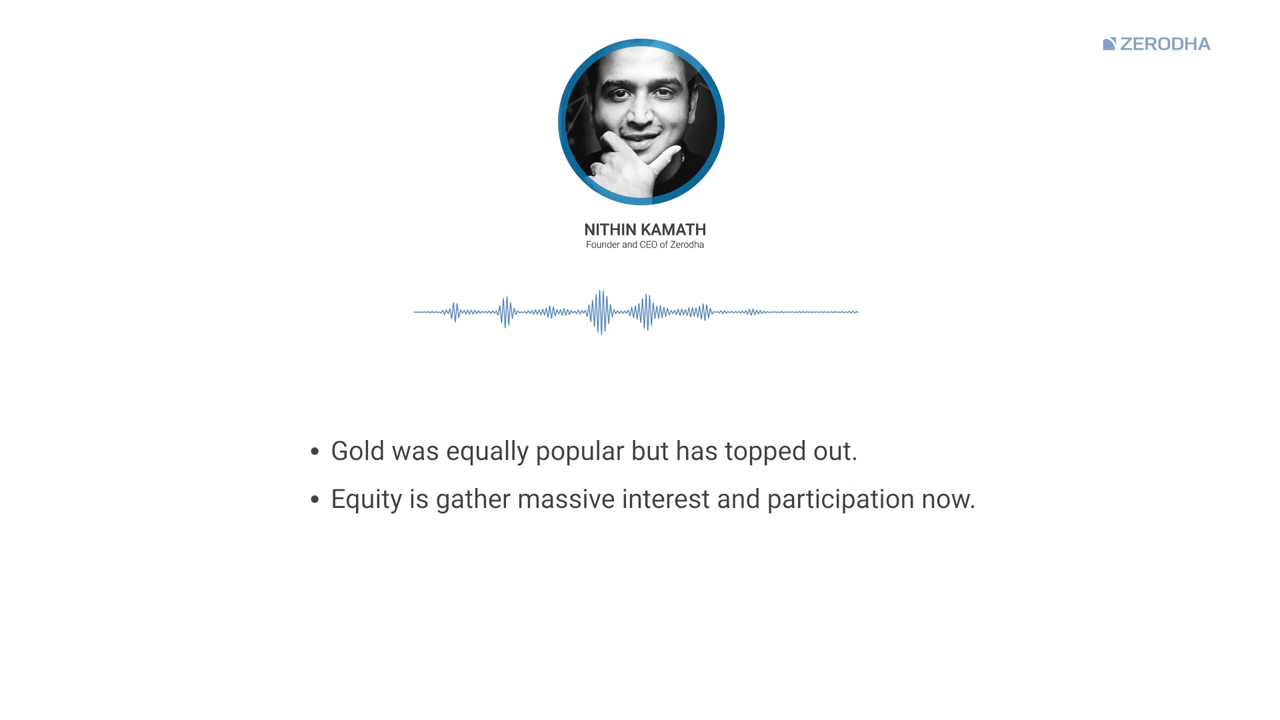 ZERODHA
NITHIN KAMATH
Founder and CEO of Zerodha
• Gold was equally popular but has topped out.
• Equity is gather massive interest and participation now.